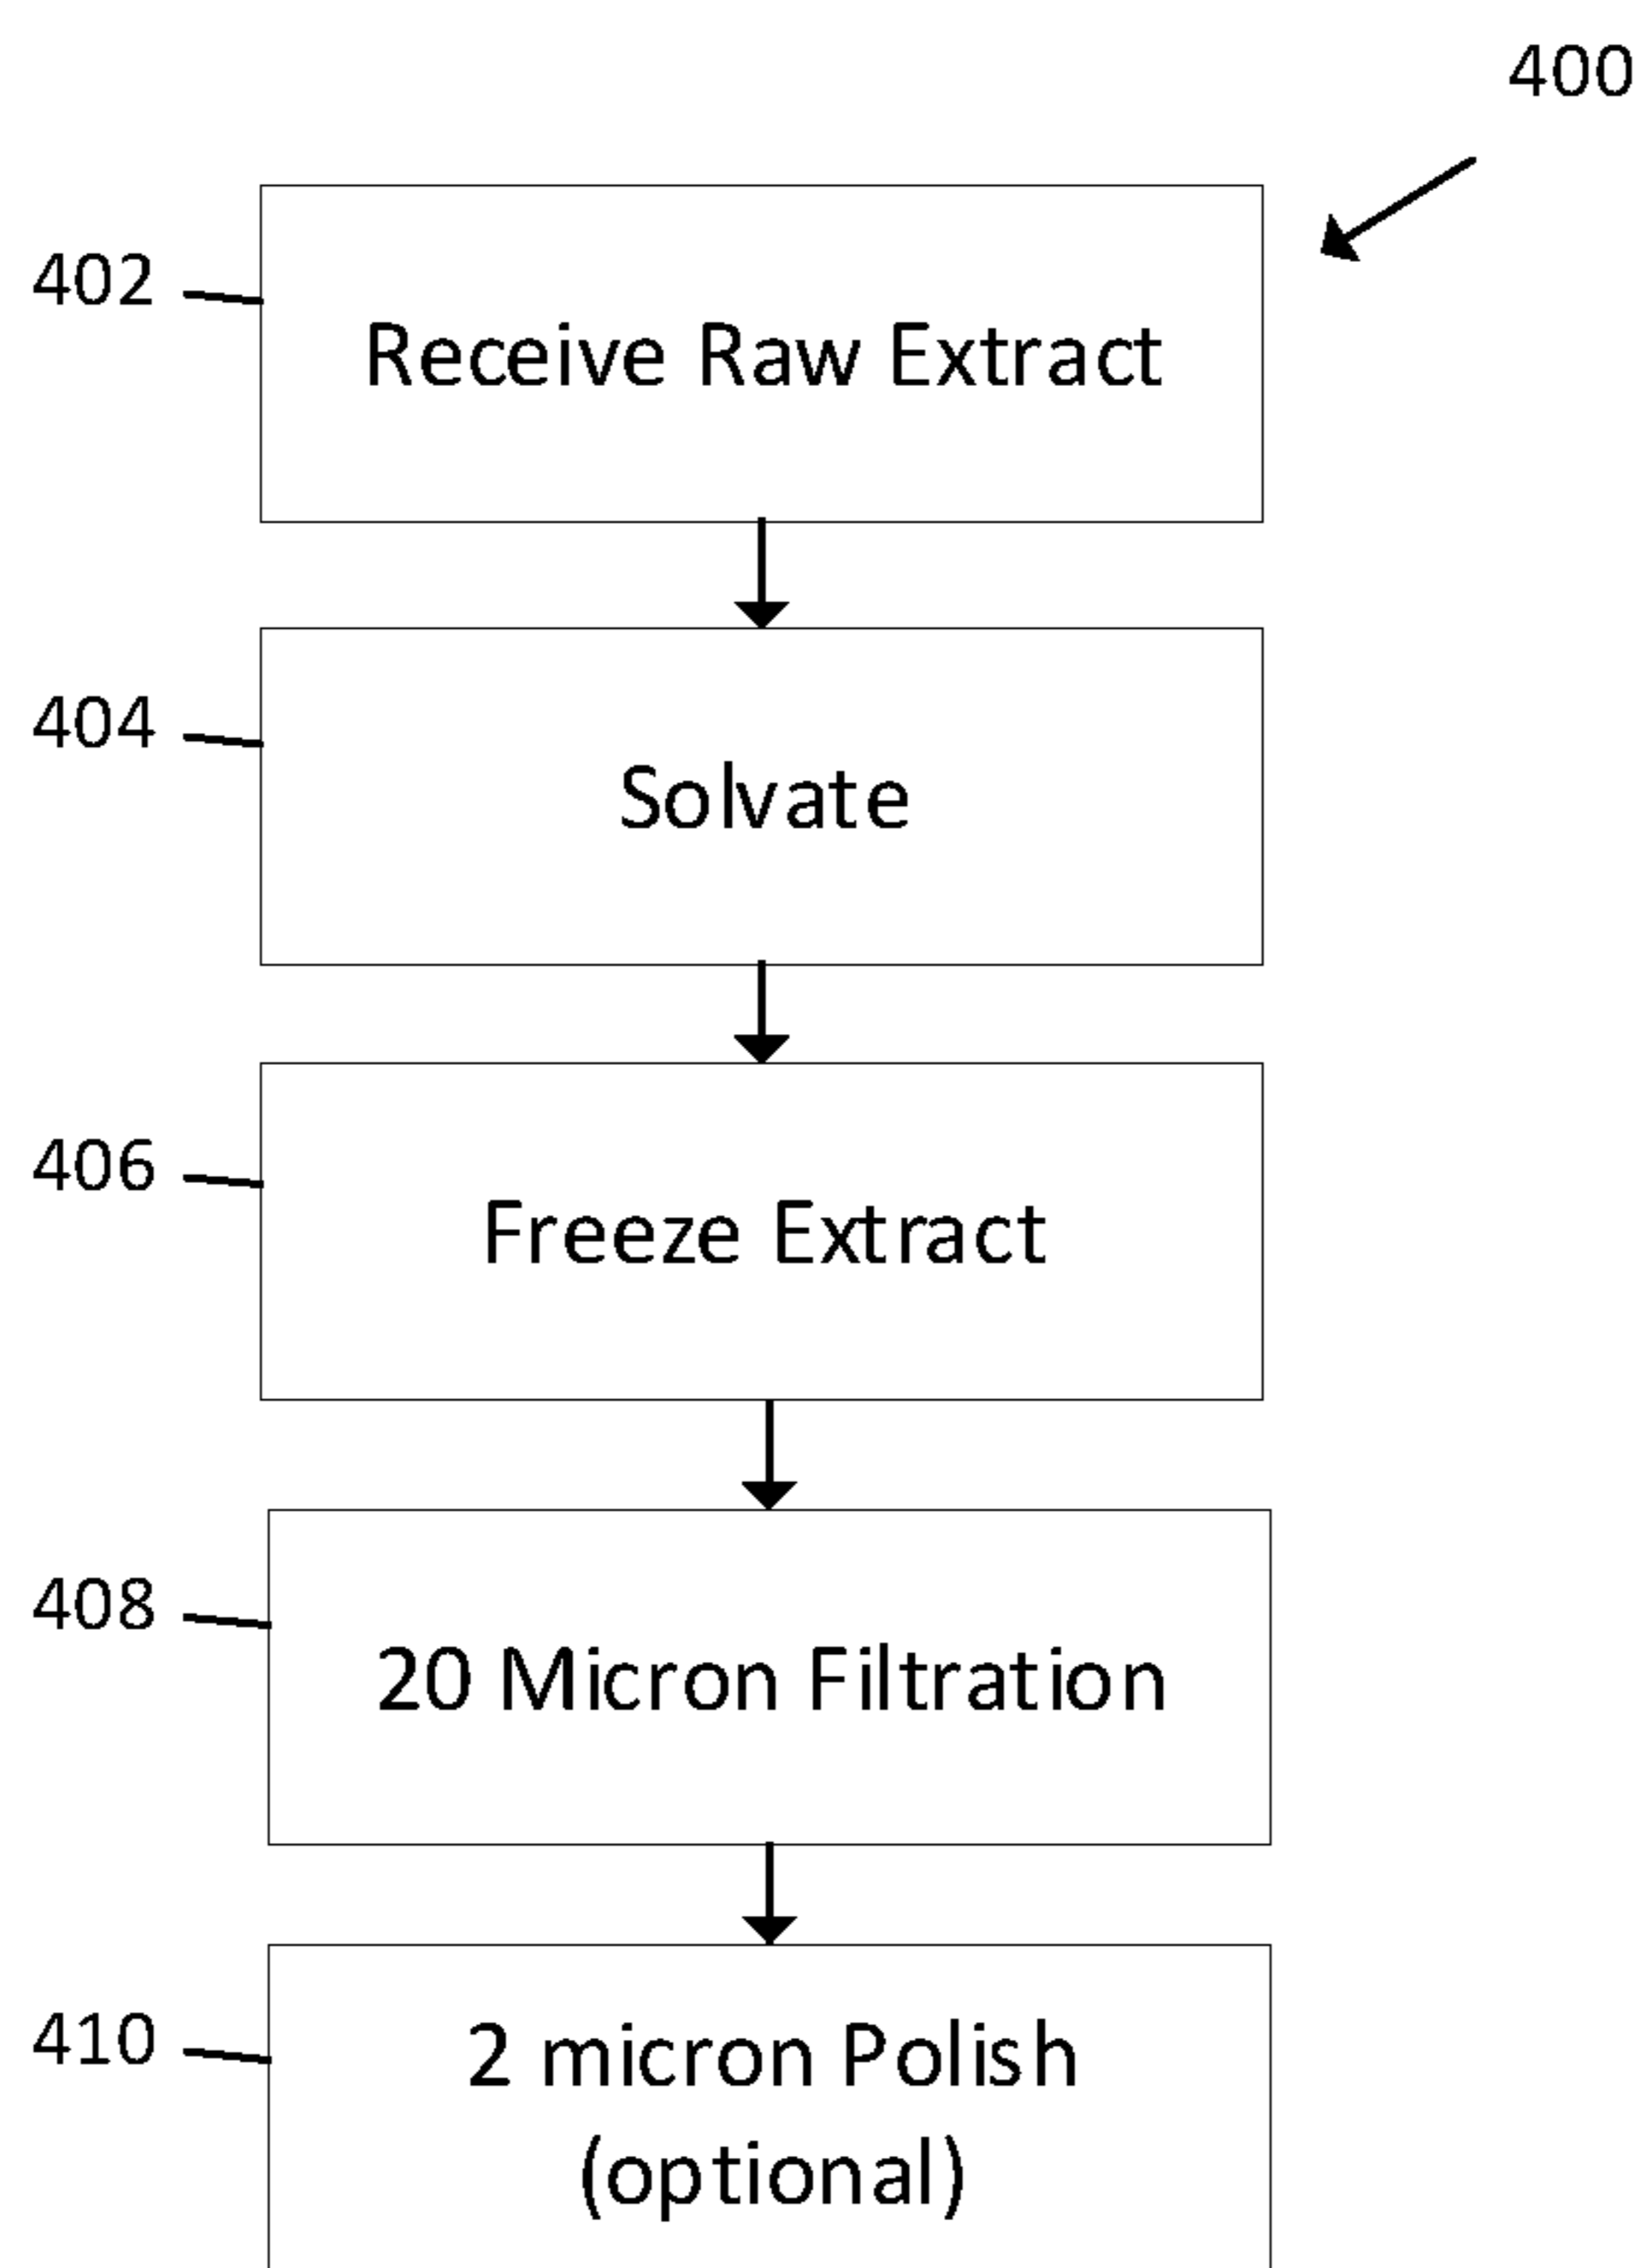 400
402
Receive Raw Extract
404
Solvate
406
Freeze Extract
408
20 Micron Filtration
410
2 micron Polish
(optional)